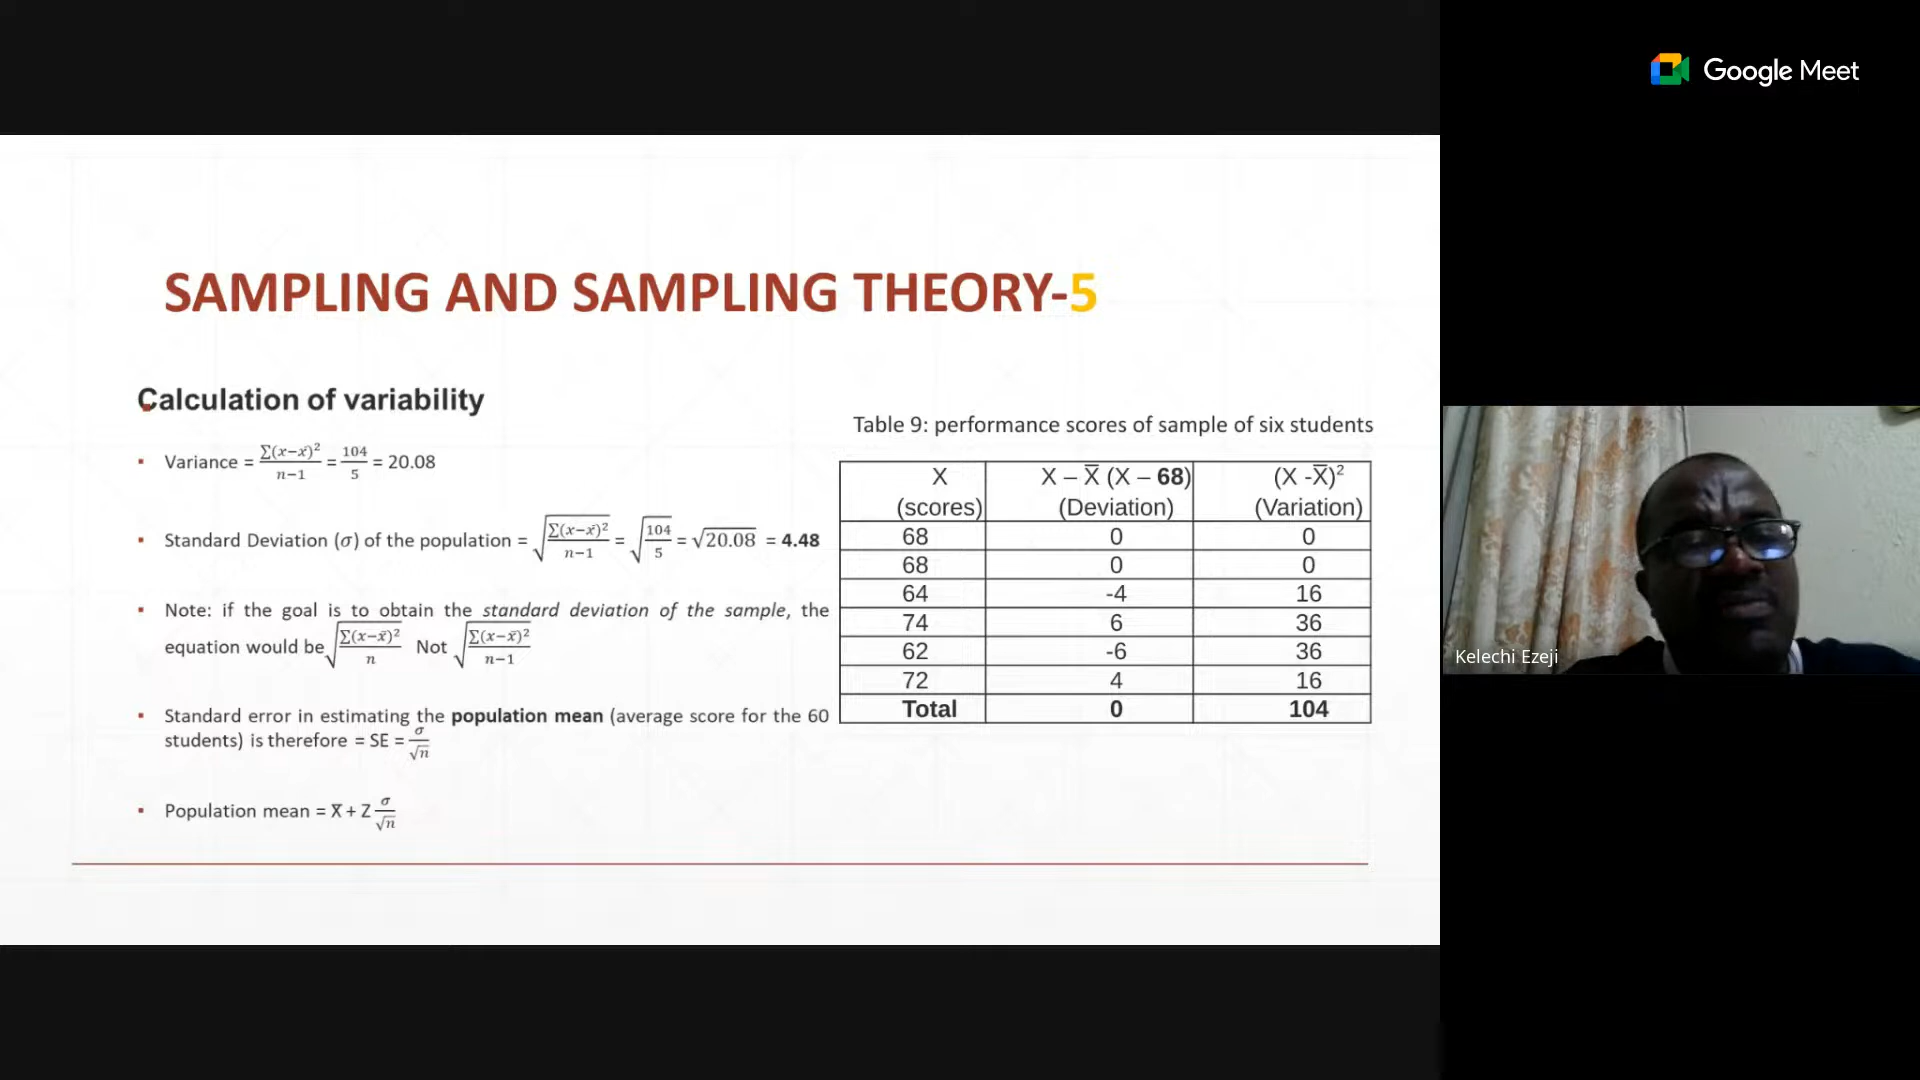 Google Meet
SAMPLING AND SAMPLING THEORY-5
Calculation of variability
▪ Variance = ∑(x−x̄)²/n−1 = 104/5 = 20.08
▪ Standard Deviation (σ) of the population = √(∑(x−x̄)²/n−1) = √(104/5) = √20.08 = 4.48
▪ Note: if the goal is to obtain the standard deviation of the sample, the
equation would be √(∑(x−x̄)²/n) Not √(∑(x−x̄)²/n−1)
▪ Standard error in estimating the population mean (average score for the 60
students) is therefore = SE = σ/√n
▪ Population mean = X̄ + Z σ/√n
Table 9: performance scores of sample of six students
X (scores) X – X̄ (X – 68) (Deviation) (X -X̄)² (Variation)
68 0 0
68 0 0
64 -4 16
74 6 36
62 -6 36
72 4 16
Total 0 104
Kelechi Ezeji